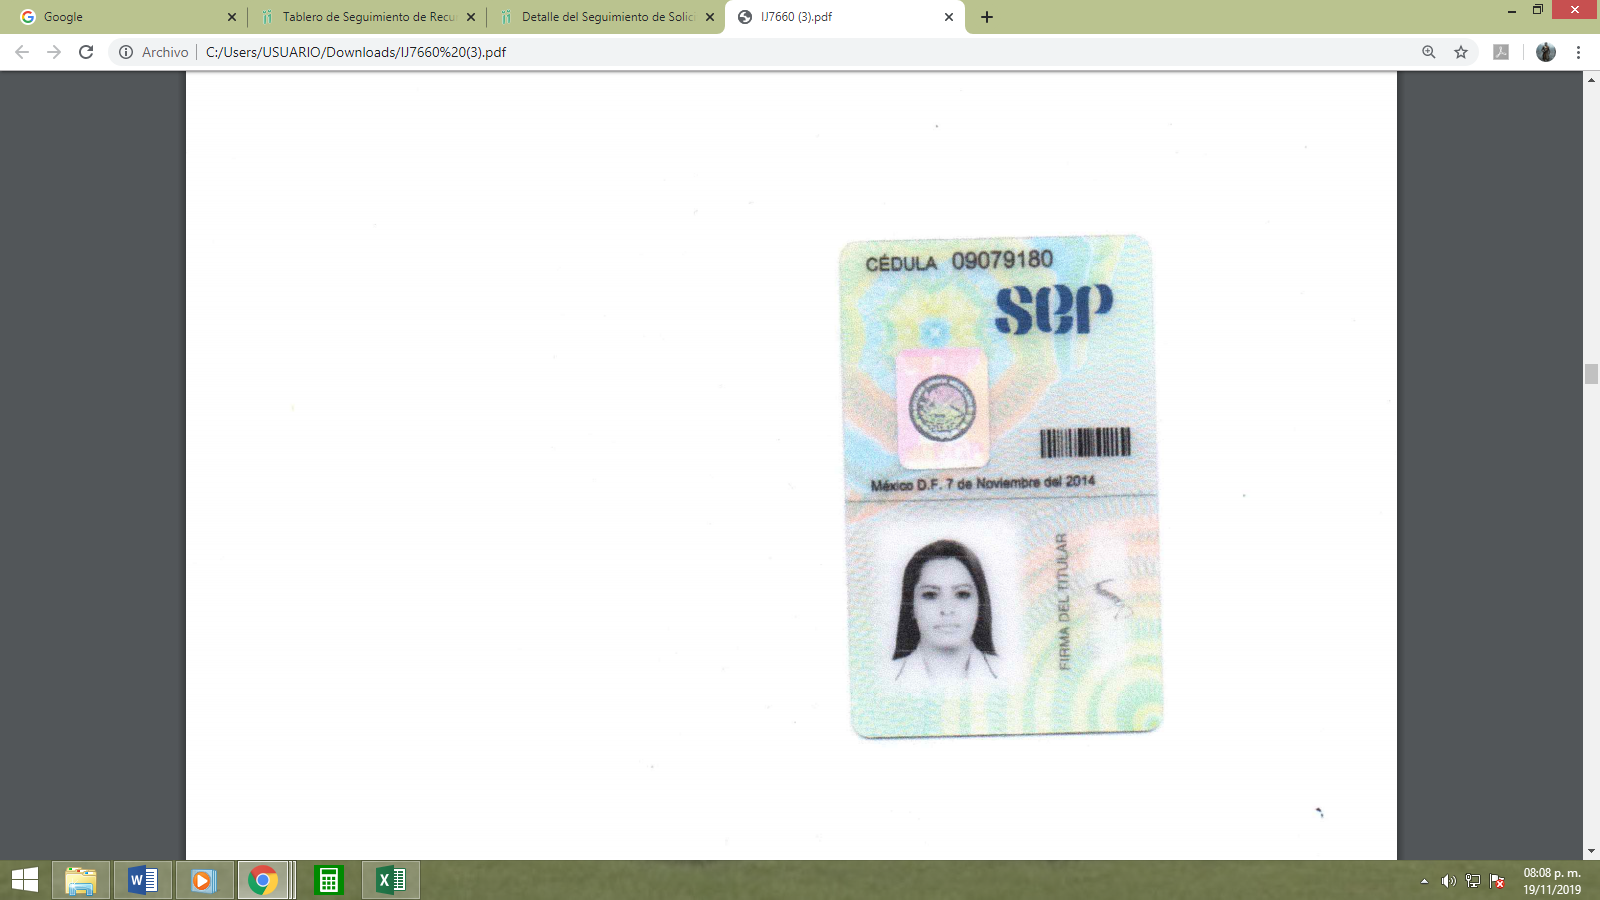 Google
Tablero de Seguimiento de Recu
Detalle del Seguimiento de Solic
IJ7660 (3).pdf
Archivo
C:/Users/USUARIO/Downloads/IJ7660%20(3).pdf
CÉDULA 09079180
SEP
México D.F. 7 de Noviembre del 2014
FIRMA DEL TITULAR
08:08 p. m.
19/11/2019